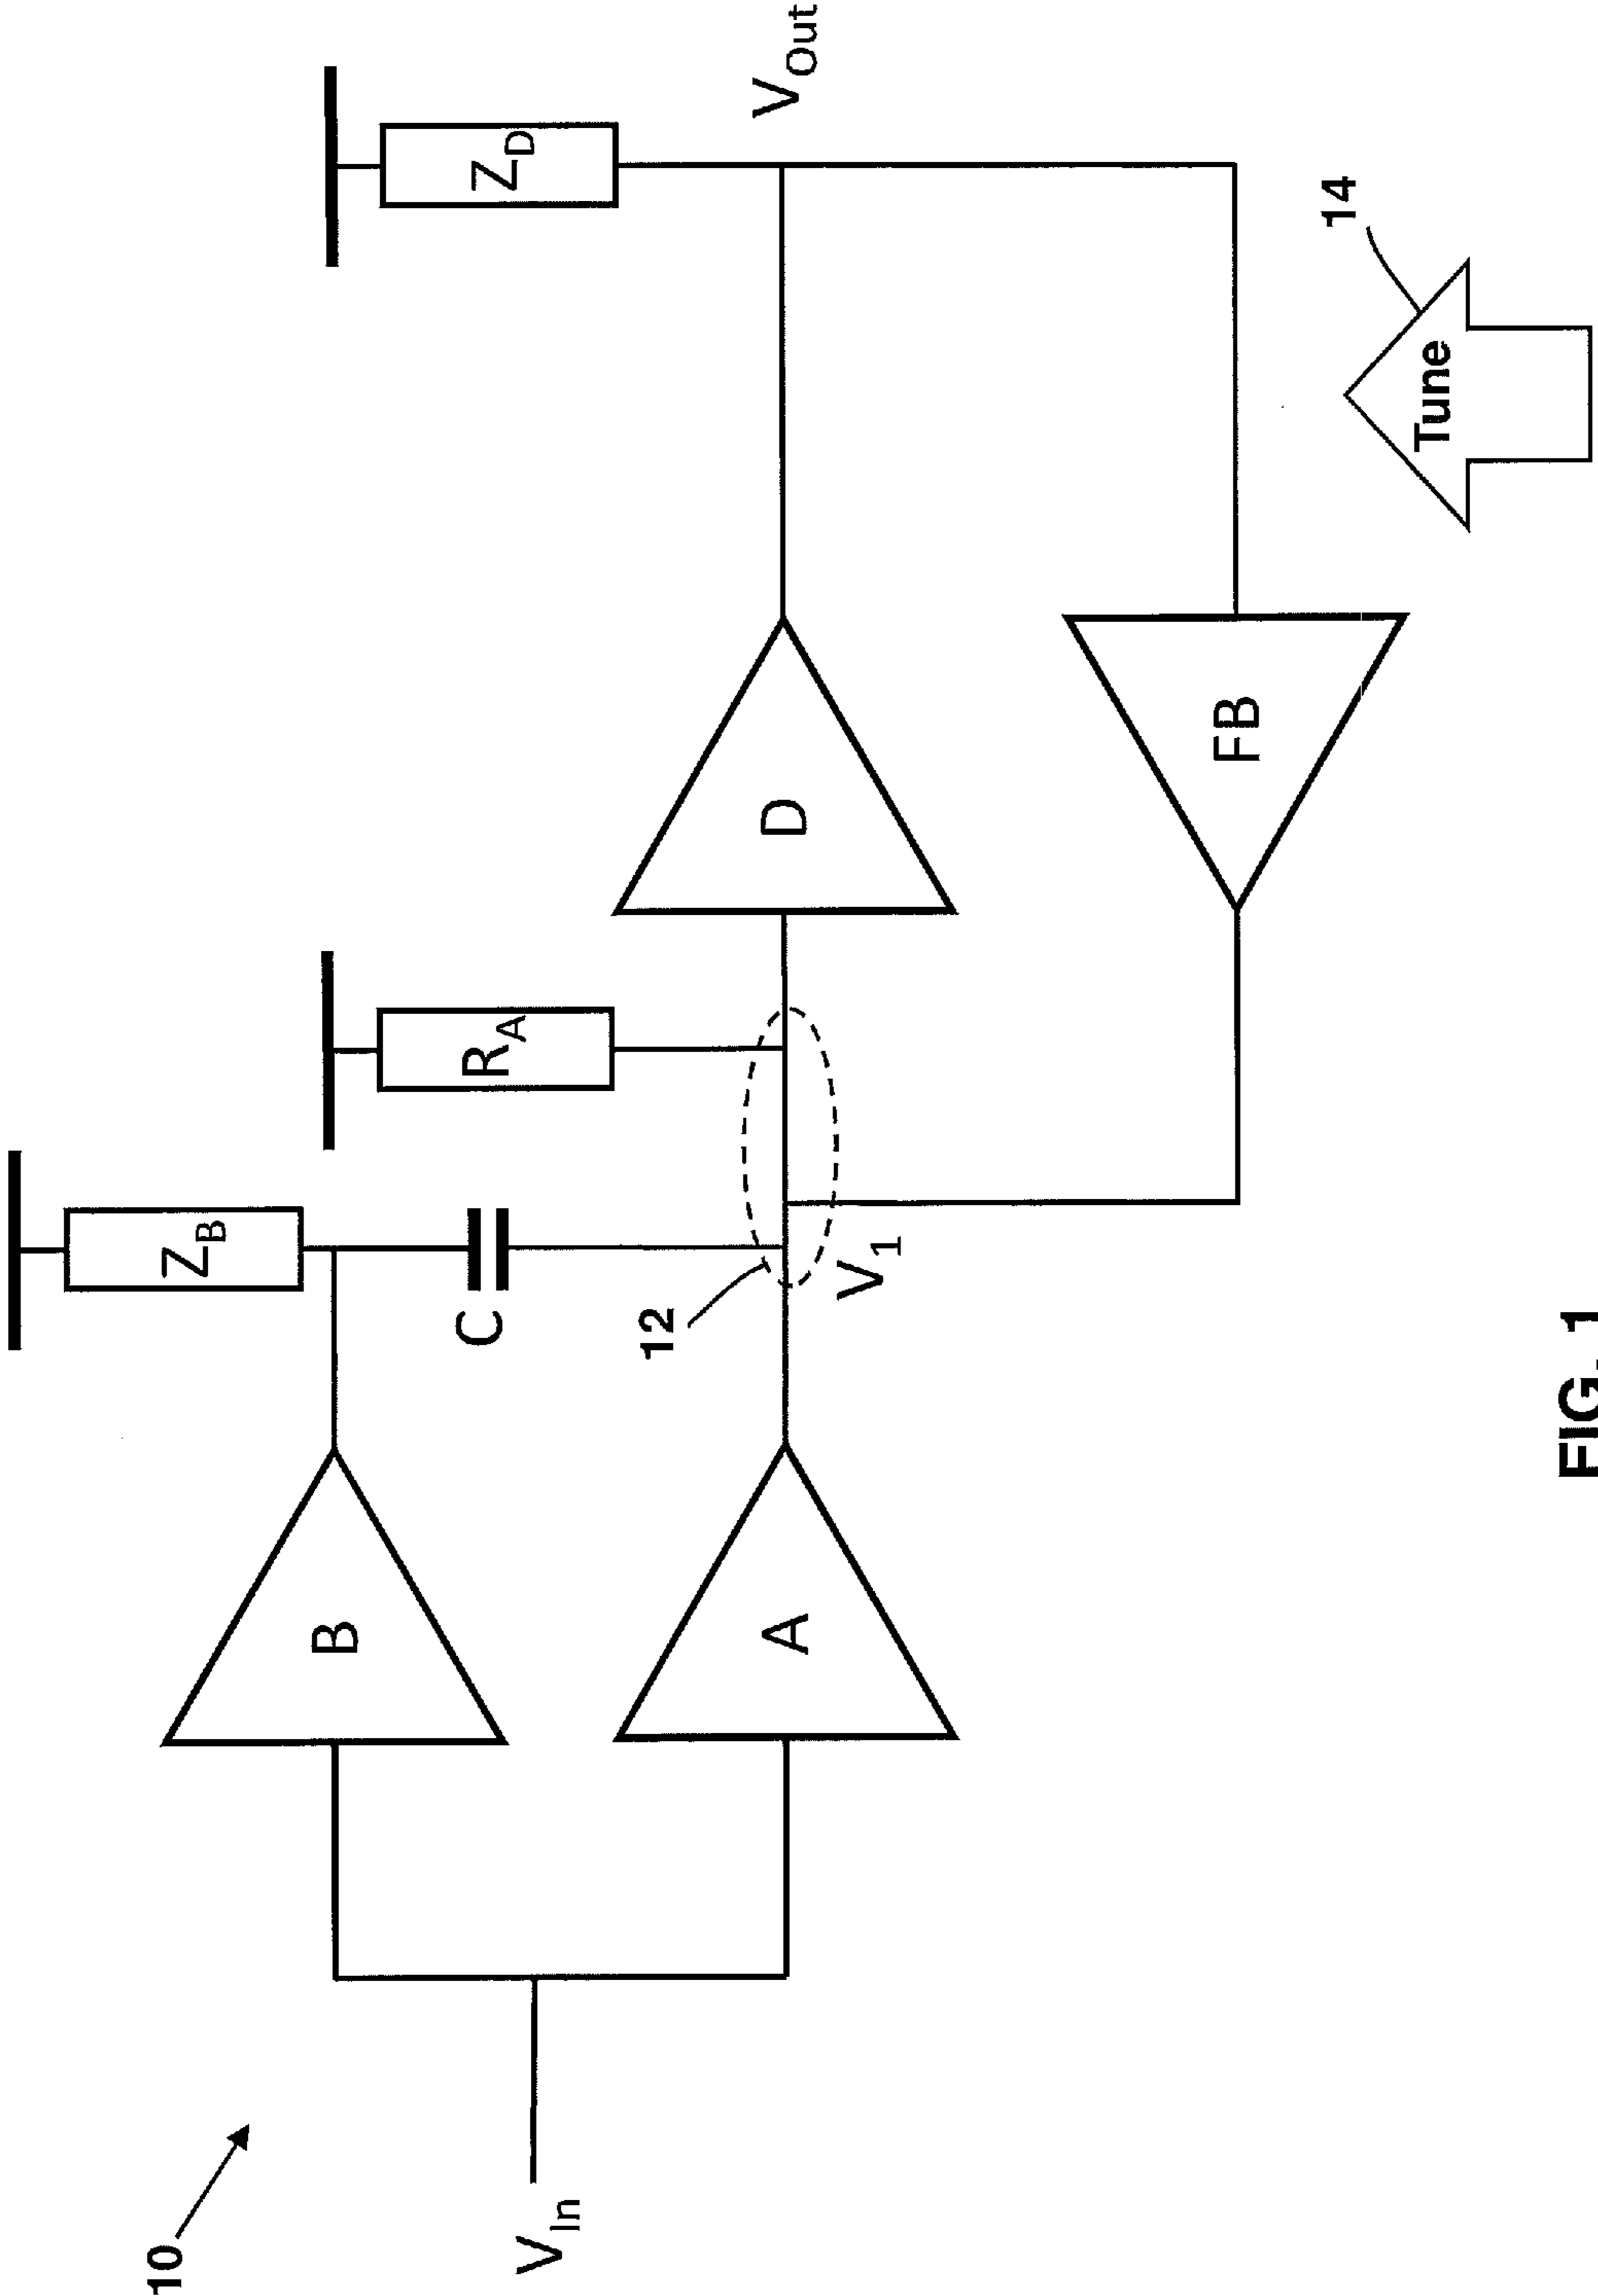 10
V_In
B
A
Z_B
C
12
V_1
R_A
D
FB
Z_D
V_Out
14
Tune
FIG. 1